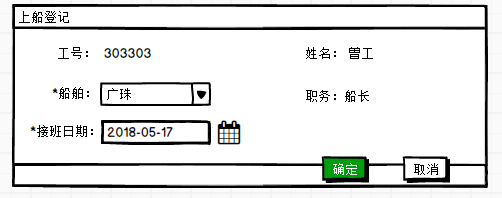 上船登记
工号： 303303 姓名： 曾工
*船舶： 广珠 职务： 船长
*接班日期： 2018-05-17
确定 取消